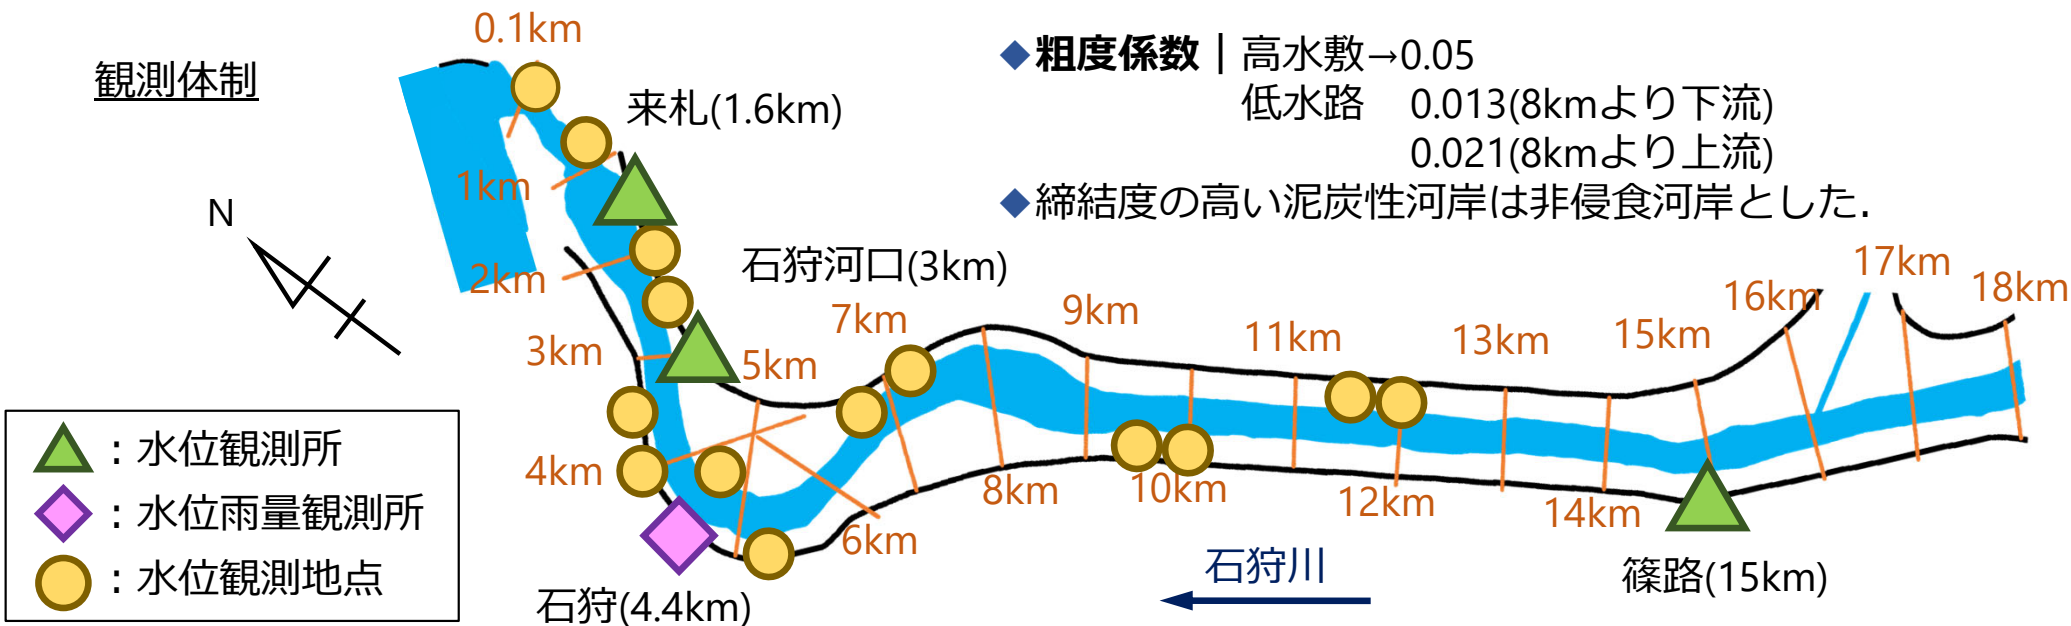 観測体制
0.1km
来札(1.6km)
◆粗度係数｜高水敷→0.05
低水路 0.013(8kmより下流)
0.021(8kmより上流)
◆締結度の高い泥炭性河岸は非侵食河岸とした.
N
1km
2km
石狩河口(3km)
3km
4km
5km
6km
7km
8km
9km
10km
11km
12km
13km
14km
15km
16km
17km
18km
：水位観測所
：水位雨量観測所
：水位観測地点
石狩(4.4km)
石狩川
篠路(15km)